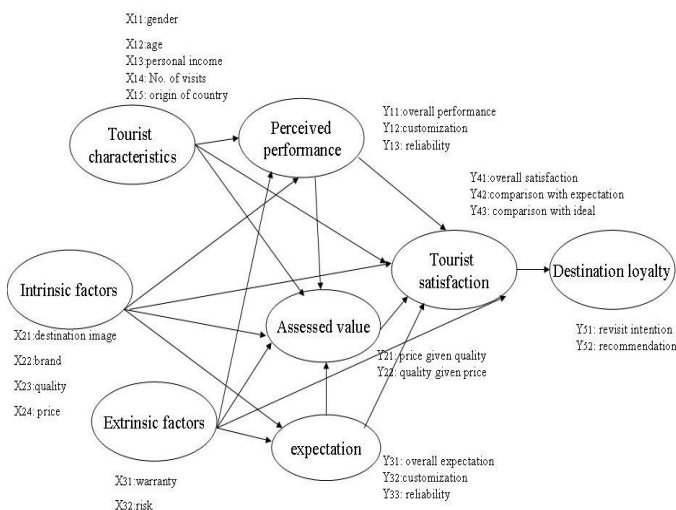 X11:gender
X12:age
X13:personal income
X14: No. of visits
X15: origin of country
Tourist
characteristics
Perceived
performance
Y11:overall performance
Y12:customization
Y13: reliability
Y41:overall satisfaction
Y42:comparison with expectation
Y43: comparison with ideal
Tourist
satisfaction
Destination loyalty
Y51: revisit intention
Y52: recommendation
Intrinsic factors
X21:destination image
X22:brand
X23:quality
X24: price
Assessed value
Y21: price given quality
Y22: quality given price
Extrinsic factors
X31:warranty
X32:risk
expectation
Y31: overall expectation
Y32:customization
Y33: reliability